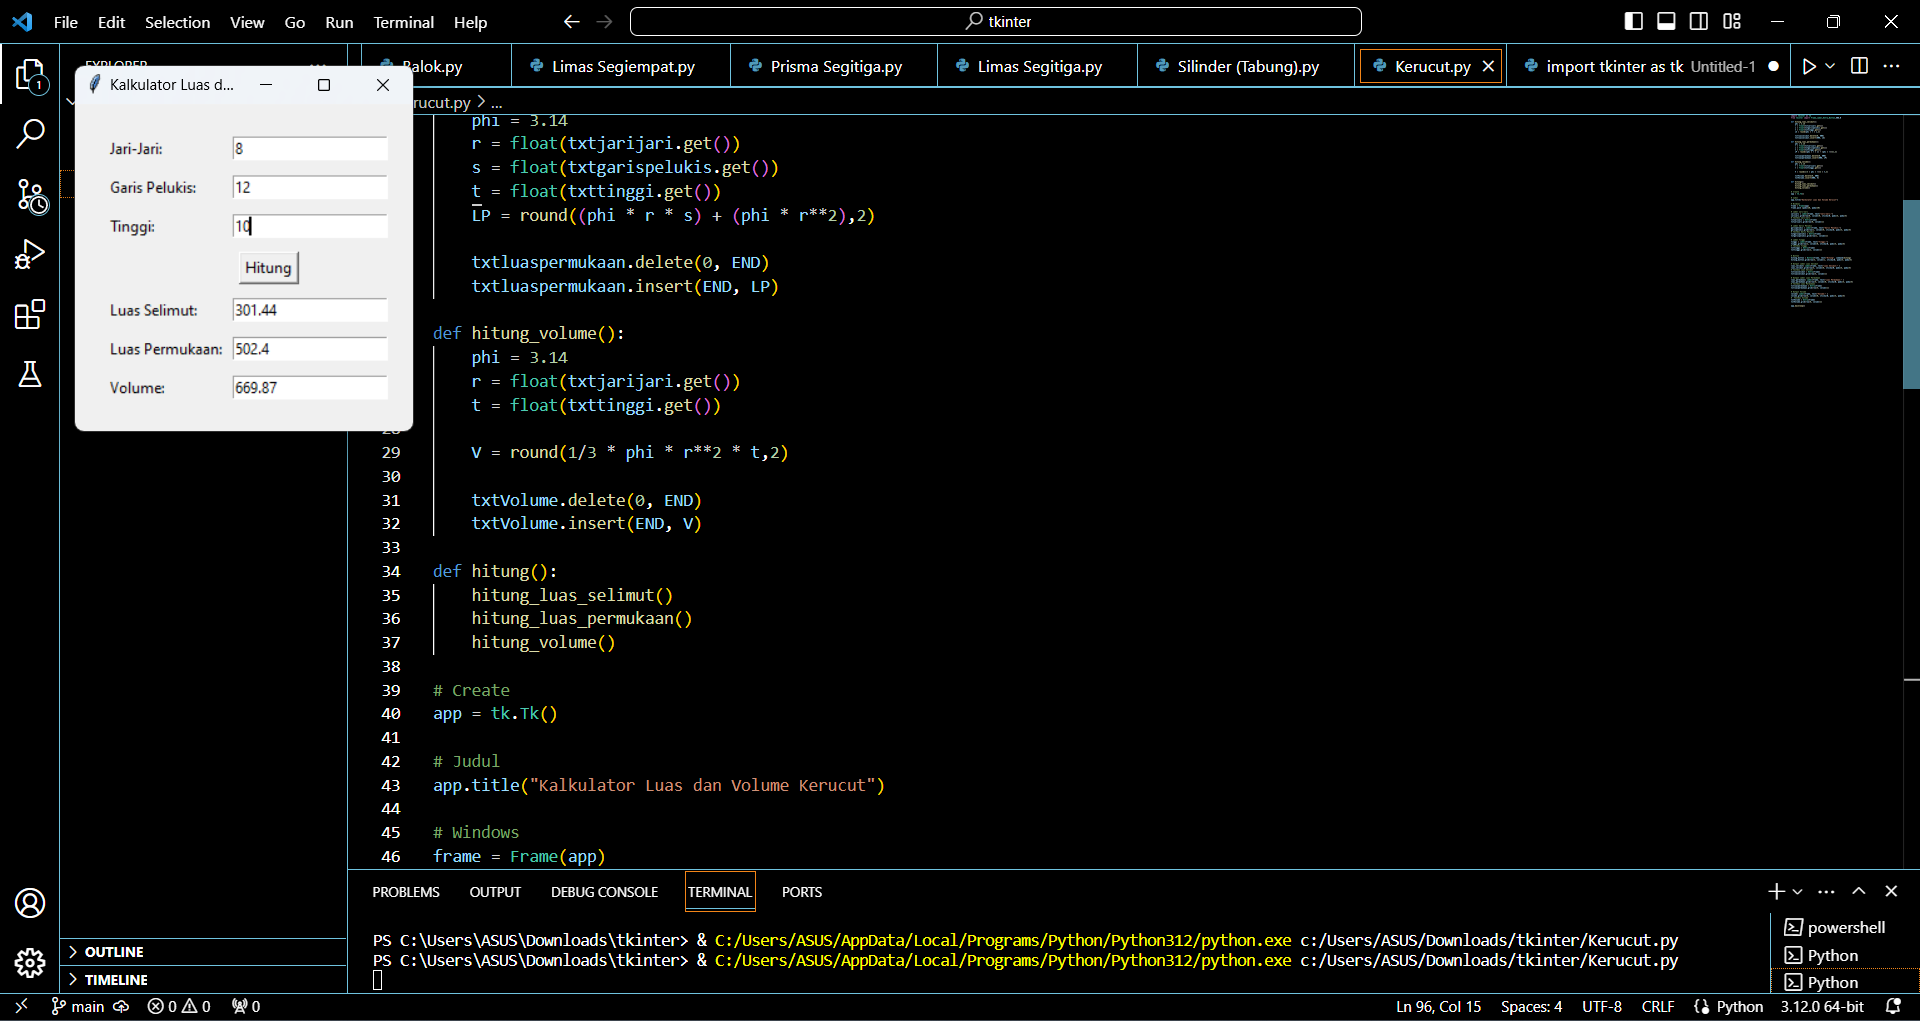 File Edit Selection View Go Run Terminal Help
tkinter
Balok.py Limas Segiempat.py Prisma Segitiga.py Limas Segitiga.py Silinder (Tabung).py Kerucut.py import tkinter as tk Untitled-1
rucut.py > ...
Kalkulator Luas d...
Jari-Jari: 8
Garis Pelukis: 12
Tinggi: 10
Hitung
Luas Selimut: 301.44
Luas Permukaan: 502.4
Volume: 669.87
1
phi = 3.14
r = float(txtjarijari.get())
s = float(txtgarispelukis.get())
t = float(txttinggi.get())
LP = round((phi * r * s) + (phi * r**2),2)
txtluaspermukaan.delete(0, END)
txtluaspermukaan.insert(END, LP)
def hitung_volume():
phi = 3.14
r = float(txtjarijari.get())
t = float(txttinggi.get())
28
29 V = round(1/3 * phi * r**2 * t,2)
30
31 txtVolume.delete(0, END)
32 txtVolume.insert(END, V)
33
34 def hitung():
35 hitung_luas_selimut()
36 hitung_luas_permukaan()
37 hitung_volume()
38
39 # Create
40 app = tk.Tk()
41
42 # Judul
43 app.title("Kalkulator Luas dan Volume Kerucut")
44
45 # Windows
46 frame = Frame(app)
PROBLEMS OUTPUT DEBUG CONSOLE TERMINAL PORTS
PS C:\Users\ASUS\Downloads\tkinter> & C:/Users/ASUS/AppData/Local/Programs/Python/Python312/python.exe c:/Users/ASUS/Downloads/tkinter/Kerucut.py
PS C:\Users\ASUS\Downloads\tkinter> & C:/Users/ASUS/AppData/Local/Programs/Python/Python312/python.exe c:/Users/ASUS/Downloads/tkinter/Kerucut.py
powershell
Python
Python
OUTLINE
TIMELINE
main 0 0 0 Ln 96, Col 15 Spaces: 4 UTF-8 CRLF Python 3.12.0 64-bit